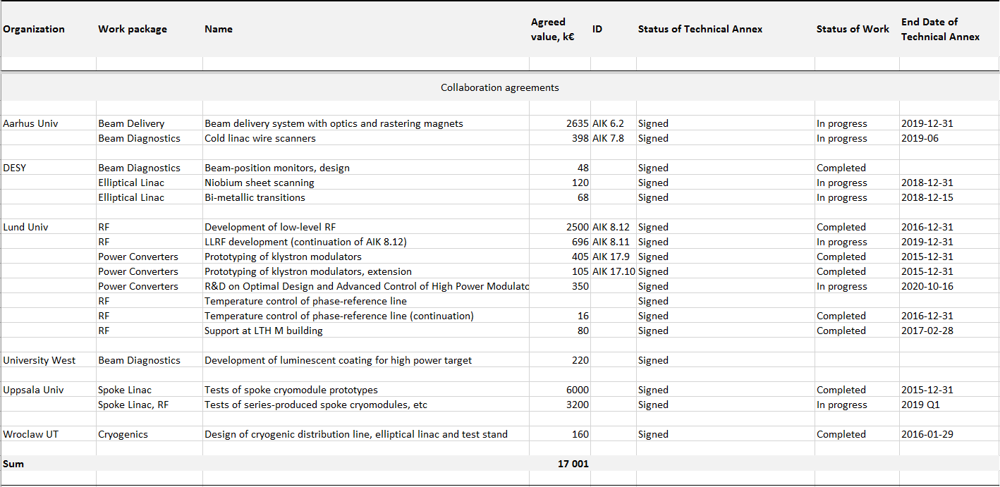 Organization Work package Name Agreed value, k€ ID Status of Technical Annex Status of Work End Date of Technical Annex
Collaboration agreements
Aarhus Univ Beam Delivery Beam delivery system with optics and rastering magnets 2635 AIK 6.2 Signed In progress 2019-12-31
Beam Diagnostics Cold linac wire scanners 398 AIK 7.8 Signed In progress 2019-06
DESY Beam Diagnostics Beam-position monitors, design 48 Signed Completed
Elliptical Linac Niobium sheet scanning 120 Signed In progress 2018-12-31
Elliptical Linac Bi-metallic transitions 68 Signed In progress 2018-12-15
Lund Univ RF Development of low-level RF 2500 AIK 8.12 Signed Completed 2016-12-31
RF LLRF development (continuation of AIK 8.12) 696 AIK 8.11 Signed In progress 2019-12-31
Power Converters Prototyping of klystron modulators 405 AIK 17.9 Signed Completed 2015-12-31
Power Converters Prototyping of klystron modulators, extension 105 AIK 17.10 Signed Completed 2015-12-31
Power Converters R&D on Optimal Design and Advanced Control of High Power Modulatc 350 Signed In progress 2020-10-16
RF Temperature control of phase-reference line Signed
RF Temperature control of phase-reference line (continuation) 16 Signed Completed 2016-12-31
RF Support at LTH M building 80 Signed Completed 2017-02-28
University West Beam Diagnostics Development of luminescent coating for high power target 220 Signed
Uppsala Univ Spoke Linac Tests of spoke cryomodule prototypes 6000 Signed Completed 2015-12-31
Spoke Linac, RF Tests of series-produced spoke cryomodules, etc 3200 Signed In progress 2019 Q1
Wroclaw UT Cryogenics Design of cryogenic distribution line, elliptical linac and test stand 160 Signed Completed 2016-01-29
Sum 17 001